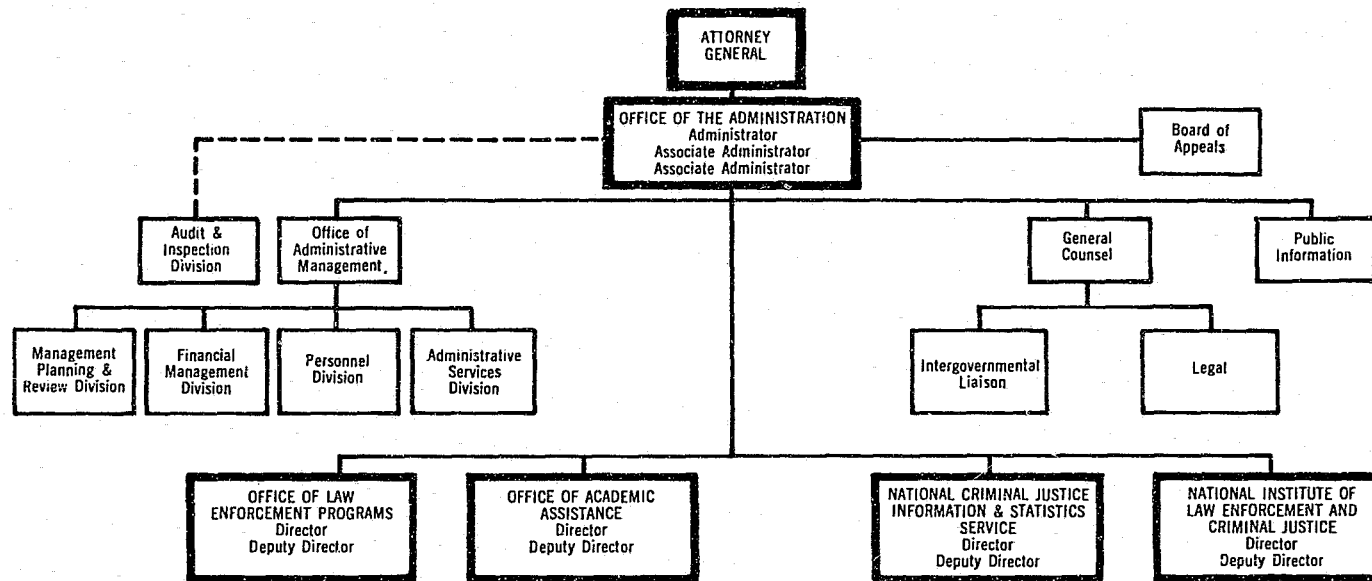 ATTORNEY
GENERAL
OFFICE OF THE ADMINISTRATION
Administrator
Associate Administrator
Associate Administrator
Board of
Appeals
Audit &
Inspection
Division
Office of
Administrative
Management
General
Counsel
Public
Information
Management
Planning &
Review Division
Financial
Management
Division
Personnel
Division
Administrative
Services
Division
Intergovernmental
Liaison
Legal
OFFICE OF LAW
ENFORCEMENT PROGRAMS
Director
Deputy Director
OFFICE OF ACADEMIC
ASSISTANCE
Director
Deputy Director
NATIONAL CRIMINAL JUSTICE
INFORMATION & STATISTICS
SERVICE
Director
Deputy Director
NATIONAL INSTITUTE OF
LAW ENFORCEMENT AND
CRIMINAL JUSTICE
Director
Deputy Director